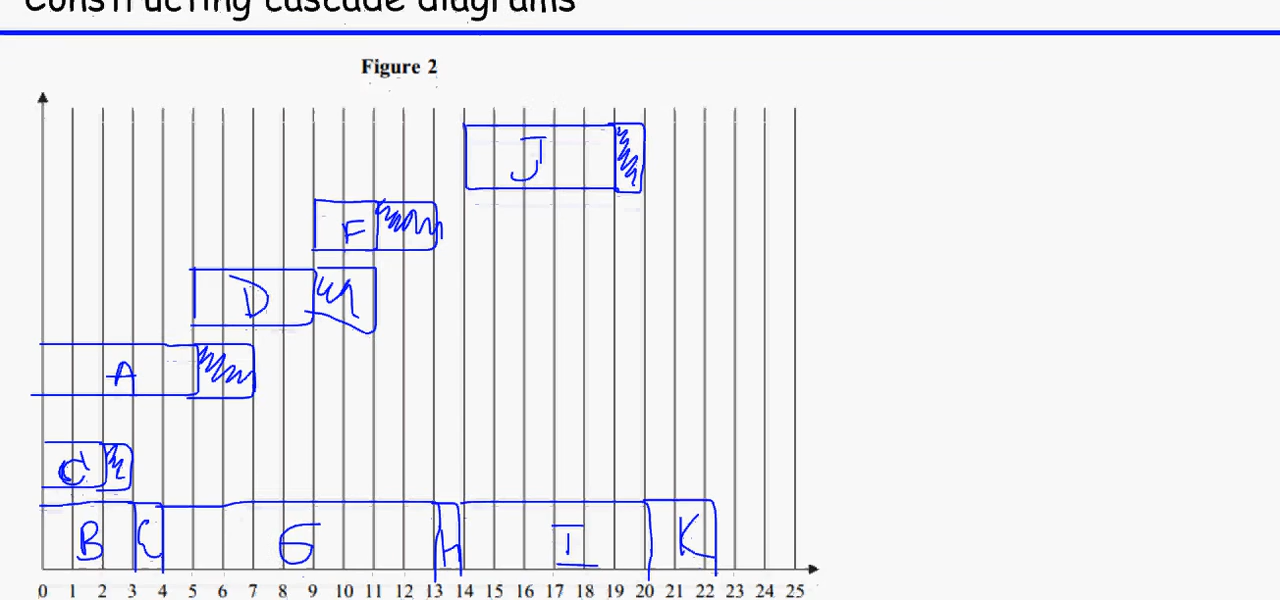 Constructing cascade diagrams
Figure 2
J
F
D
A
C
B E G H I K
0 1 2 3 4 5 6 7 8 9 10 11 12 13 14 15 16 17 18 19 20 21 22 23 24 25